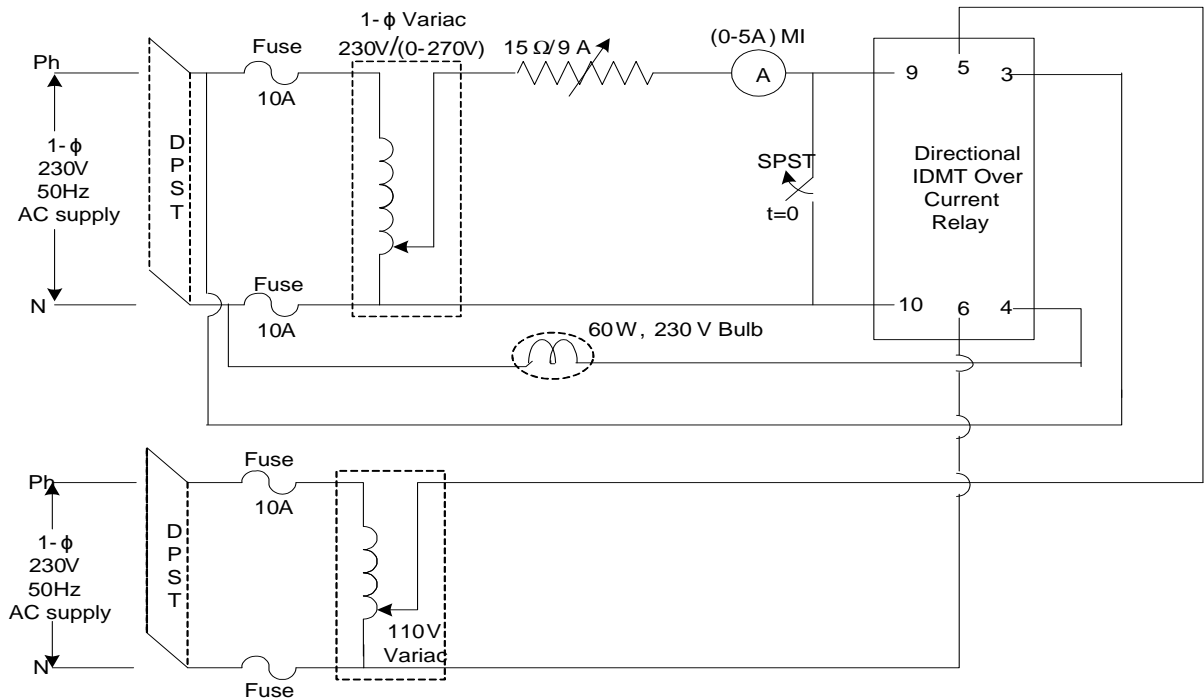 1-ϕ Variac
230V/(0-270V)
Fuse
10A
15 Ω/9 A
(0-5A) MI
A
Ph
1-ϕ
230V
50Hz
AC supply
N
D
P
S
T
SPST
t=0
9
5
3
Directional
IDMT Over
Current
Relay
10
6
4
Fuse
10A
60W, 230 V Bulb
Ph
1-ϕ
230V
50Hz
AC supply
N
D
P
S
T
Fuse
10A
110V
Variac
Fuse